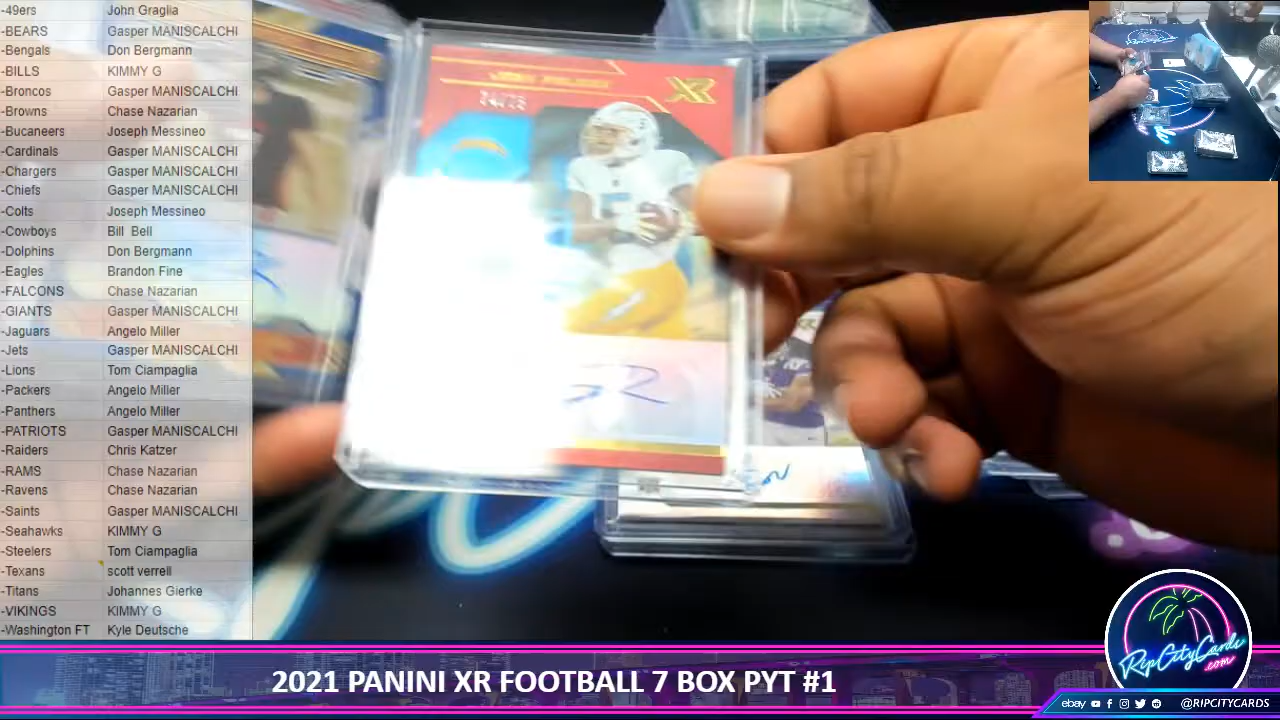 -49ers John Graglia
-BEARS Gasper MANISCALCHI
-Bengals Don Bergmann
-BILLS KIMMY G
-Broncos Gasper MANISCALCHI
-Browns Chase Nazarian
-Bucaneers Joseph Messineo
-Cardinals Gasper MANISCALCHI
-Chargers Gasper MANISCALCHI
-Chiefs Gasper MANISCALCHI
-Colts Joseph Messineo
-Cowboys Bill Bell
-Dolphins Don Bergmann
-Eagles Brandon Fine
-FALCONS Chase Nazarian
-GIANTS Gasper MANISCALCHI
-Jaguars Angelo Miller
-Jets Gasper MANISCALCHI
-Lions Tom Ciampaglia
-Packers Angelo Miller
-Panthers Angelo Miller
-PATRIOTS Gasper MANISCALCHI
-Raiders Chris Katzer
-RAMS Chase Nazarian
-Ravens Chase Nazarian
-Saints Gasper MANISCALCHI
-Seahawks KIMMY G
-Steelers Tom Ciampaglia
-Texans scott verrell
-Titans Johannes Gierke
-VIKINGS KIMMY G
-Washington FT Kyle Deutsche
XR
RipCityCards
.com
2021 PANINI XR FOOTBALL 7 BOX PYT #1
ebay @RIPCITYCARDS